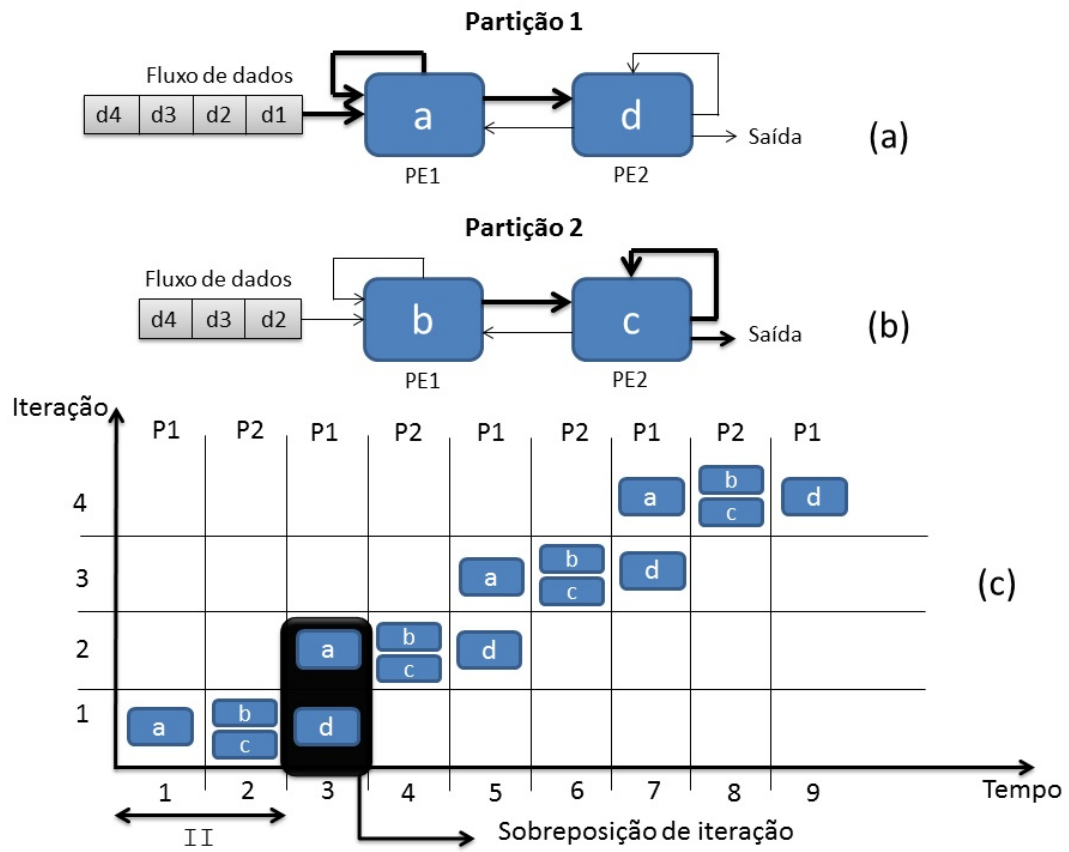 Partição 1
Fluxo de dados
d4 d3 d2 d1
a d
Saída
(a)
PE1 PE2
Partição 2
Fluxo de dados
d4 d3 d2
b c
Saída
(b)
PE1 PE2
Iteração
P1 P2 P1 P2 P1 P2 P1 P2 P1
4 a b c d
3 a b c d
(c)
2 a b c d
1 a b c d
1 2 3 4 5 6 7 8 9 Tempo
II
Sobreposição de iteração